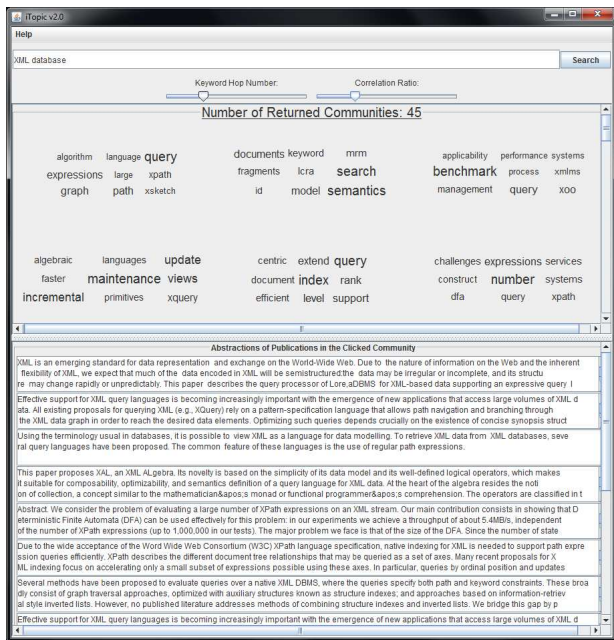 iTopic v2.0
Help
XML database
Search
Keyword Hop Number:
Correlation Ratio:
Number of Returned Communities: 45
algorithm language query
expressions large xpath
graph path xsketch
documents keyword mrm
fragments lcra search
id model semantics
applicability performance systems
benchmark process xmlms
management query xoo
algebraic languages update
faster maintenance views
incremental primitives xquery
centric extend query
document index rank
efficient level support
challenges expressions services
construct number systems
dfa query xpath
Abstractions of Publications in the Clicked Community
XML is an emerging standard for data representation and exchange on the World-Wide Web. Due to the nature of information on the Web and the inherent
flexibility of XML, we expect that much of the data encoded in XML will be semistructured:the data may be irregular or incomplete, and its structu
re may change rapidly or unpredictably. This paper describes the query processor of Lore,aDBMS for XML-based data supporting an expressive query l
Effective support for XML query languages is becoming increasingly important with the emergence of new applications that access large volumes of XML d
ata. All existing proposals for querying XML (e.g., XQuery) rely on a pattern-specification language that allows path navigation and branching through
the XML data graph in order to reach the desired data elements. Optimizing such queries depends crucially on the existence of concise synopsis struct
Using the terminology usual in databases, it is possible to view XML as a language for data modelling. To retrieve XML data from XML databases, seve
ral query languages have been proposed. The common feature of these languages is the use of regular path expressions.
This paper proposes XAL, an XML ALgebra. Its novelty is based on the simplicity of its data model and its well-defined logical operators, which makes
it suitable for composability, optimizability, and semantics definition of a query language for XML data. At the heart of the algebra resides the noti
on of collection, a concept similar to the mathematician&apos;s monad or functional programmer&apos;s comprehension. The operators are classified in t
Abstract. We consider the problem of evaluating a large number of XPath expressions on an XML stream. Our main contribution consists in showing that D
eterministic Finite Automata (DFA) can be used effectively for this problem: in our experiments we achieve a throughput of about 5.4MB/s, independent
of the number of XPath expressions (up to 1,000,000 in our tests). The major problem we face is that of the size of the DFA. Since the number of state
Due to the wide acceptance of the Word Wide Web Consortium (W3C) XPath language specification, native indexing for XML is needed to support path expre
ssion queries efficiently. XPath describes the different document tree relationships that may be queried as a set of axes. Many recent proposals for X
ML indexing focus on accelerating only a small subset of expressions possible using these axes. In particular, queries by ordinal position and updates
Several methods have been proposed to evaluate queries over a native XML DBMS, where the queries specify both path and keyword constraints. These broa
dly consist of graph traversal approaches, optimized with auxiliary structures known as structure indexes; and approaches based on information-retriev
al style inverted lists. However, no published literature addresses methods of combining structure indexes and inverted lists. We bridge this gap by p
Effective support for XML query languages is becoming increasingly important with the emergence of new applications that access large volumes of XML d